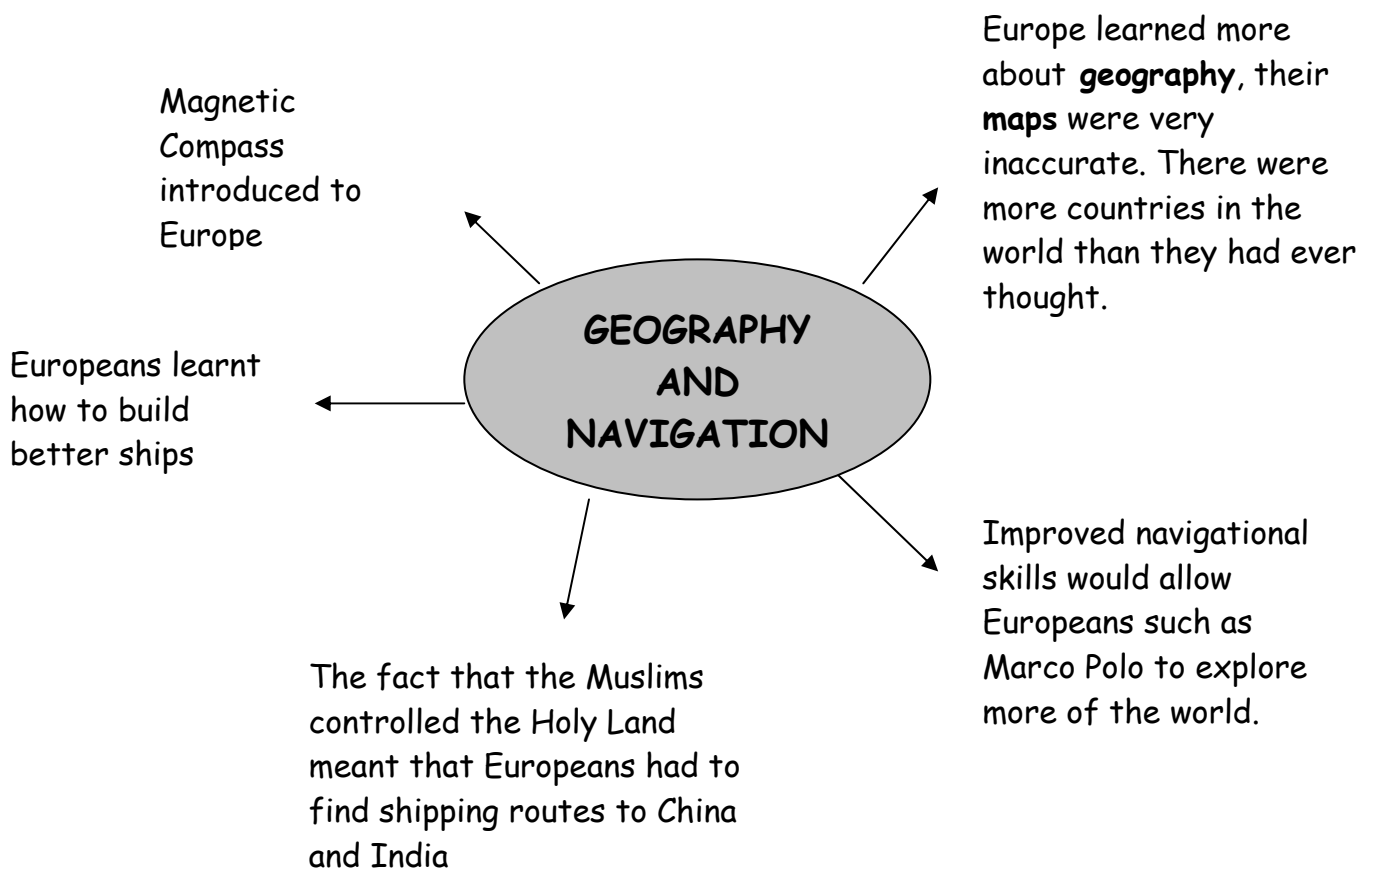 Magnetic
Compass
introduced to
Europe
Europe learned more
about geography, their
maps were very
inaccurate. There were
more countries in the
world than they had ever
thought.
GEOGRAPHY
AND
NAVIGATION
Europeans learnt
how to build
better ships
Improved navigational
skills would allow
Europeans such as
Marco Polo to explore
more of the world.
The fact that the Muslims
controlled the Holy Land
meant that Europeans had to
find shipping routes to China
and India